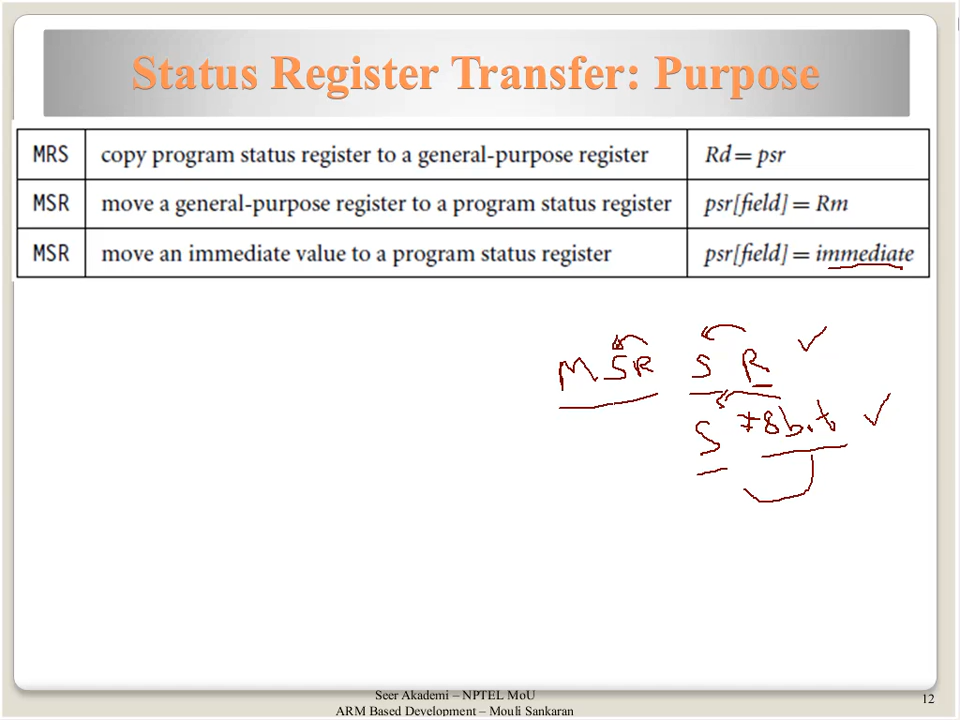 Status Register Transfer: Purpose
MRS copy program status register to a general-purpose register Rd = psr
MSR move a general-purpose register to a program status register psr[field] = Rm
MSR move an immediate value to a program status register psr[field] = immediate
MSR S R ✓
S #8bit ✓
Seer Akademi – NPTEL MoU
ARM Based Development – Mouli Sankaran
12